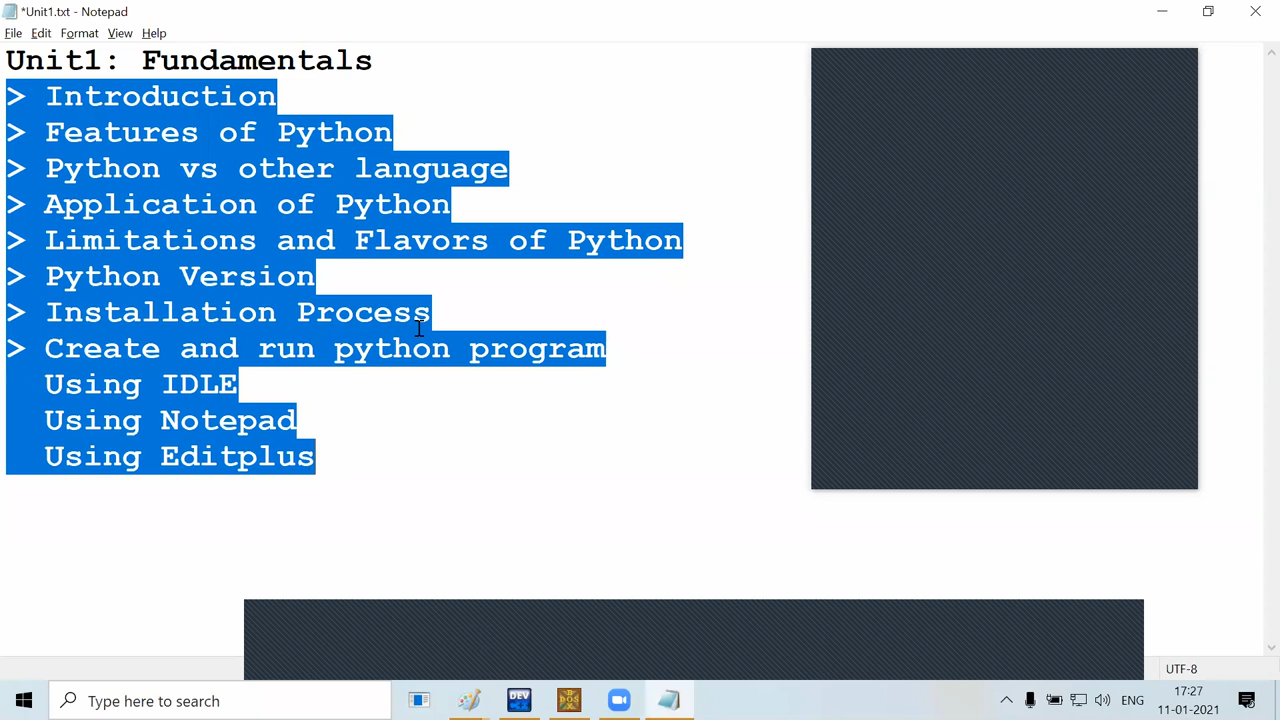 *Unit1.txt - Notepad
File Edit Format View Help
Unit1: Fundamentals
> Introduction
> Features of Python
> Python vs other language
> Application of Python
> Limitations and Flavors of Python
> Python Version
> Installation Process
> Create and run python program
Using IDLE
Using Notepad
Using Editplus
UTF-8
Type here to search
DEV
DOS
ENG
17:27
11-01-2021